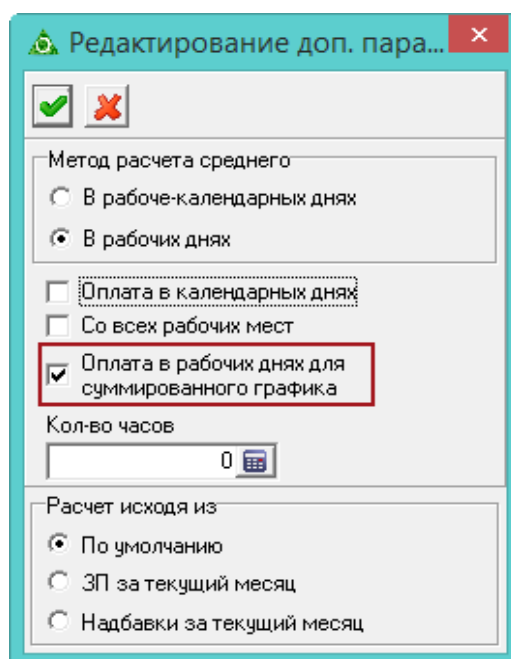 Редактирование доп. пара...
Метод расчета среднего
В рабоче-календарных днях
В рабочих днях
Оплата в календарных днях
Со всех рабочих мест
Оплата в рабочих днях для
суммированного графика
Кол-во часов
0
Расчет исходя из
По умолчанию
ЗП за текущий месяц
Надбавки за текущий месяц